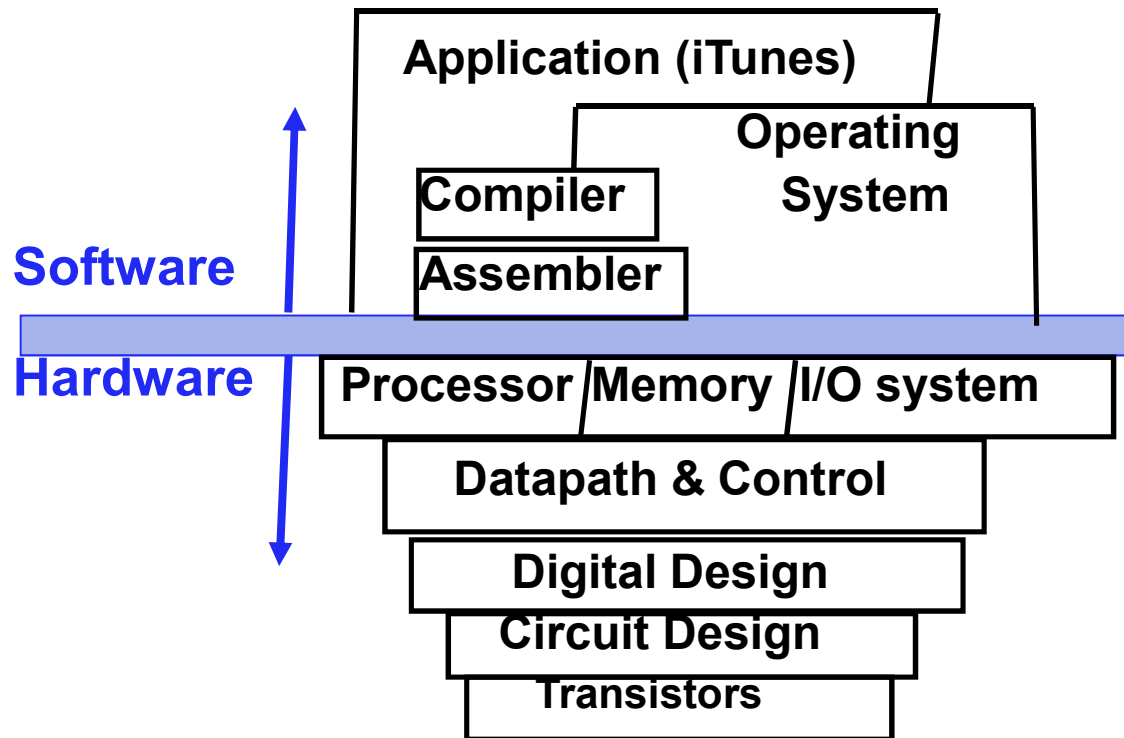 Application (iTunes)
Operating
System
Compiler
Assembler
Software
Hardware
Processor Memory I/O system
Datapath & Control
Digital Design
Circuit Design
Transistors